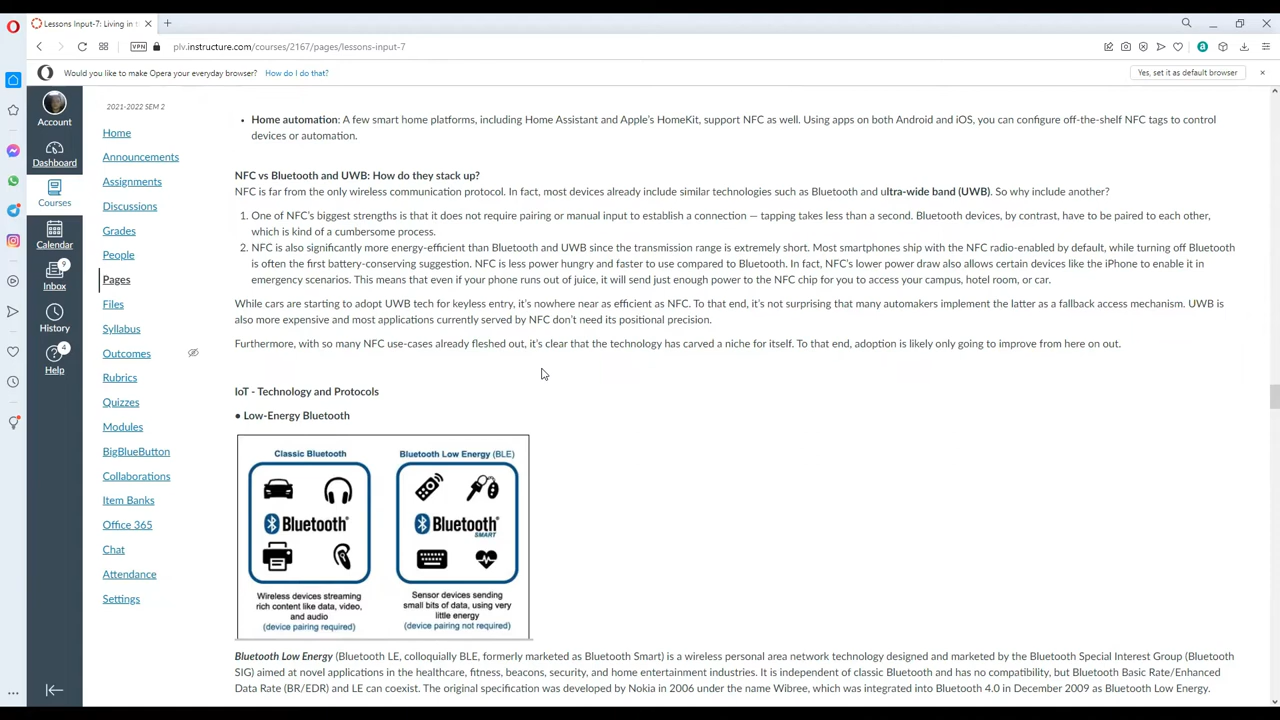 Lessons Input-7: Living in t
plv.instructure.com/courses/2167/pages/lessons-input-7
VPN
Would you like to make Opera your everyday browser? How do I do that?
Yes, set it as default browser
Account
Dashboard
Courses
Calendar
9
Inbox
History
4
Help
2021-2022 SEM 2
Home
Announcements
Assignments
Discussions
Grades
People
Pages
Files
Syllabus
Outcomes
Rubrics
Quizzes
Modules
BigBlueButton
Collaborations
Item Banks
Office 365
Chat
Attendance
Settings
• Home automation: A few smart home platforms, including Home Assistant and Apple's HomeKit, support NFC as well. Using apps on both Android and iOS, you can configure off-the-shelf NFC tags to control
devices or automation.
NFC vs Bluetooth and UWB: How do they stack up?
NFC is far from the only wireless communication protocol. In fact, most devices already include similar technologies such as Bluetooth and ultra-wide band (UWB). So why include another?
1. One of NFC's biggest strengths is that it does not require pairing or manual input to establish a connection — tapping takes less than a second. Bluetooth devices, by contrast, have to be paired to each other,
which is kind of a cumbersome process.
2. NFC is also significantly more energy-efficient than Bluetooth and UWB since the transmission range is extremely short. Most smartphones ship with the NFC radio-enabled by default, while turning off Bluetooth
is often the first battery-conserving suggestion. NFC is less power hungry and faster to use compared to Bluetooth. In fact, NFC's lower power draw also allows certain devices like the iPhone to enable it in
emergency scenarios. This means that even if your phone runs out of juice, it will send just enough power to the NFC chip for you to access your campus, hotel room, or car.
While cars are starting to adopt UWB tech for keyless entry, it's nowhere near as efficient as NFC. To that end, it's not surprising that many automakers implement the latter as a fallback access mechanism. UWB is
also more expensive and most applications currently served by NFC don't need its positional precision.
Furthermore, with so many NFC use-cases already fleshed out, it's clear that the technology has carved a niche for itself. To that end, adoption is likely only going to improve from here on out.
IoT - Technology and Protocols
● Low-Energy Bluetooth
Classic Bluetooth
Bluetooth
Wireless devices streaming
rich content like data, video,
and audio
(device pairing required)
Bluetooth Low Energy (BLE)
Bluetooth
SMART
Sensor devices sending
small bits of data, using very
little energy
(device pairing not required)
Bluetooth Low Energy (Bluetooth LE, colloquially BLE, formerly marketed as Bluetooth Smart) is a wireless personal area network technology designed and marketed by the Bluetooth Special Interest Group (Bluetooth
SIG) aimed at novel applications in the healthcare, fitness, beacons, security, and home entertainment industries. It is independent of classic Bluetooth and has no compatibility, but Bluetooth Basic Rate/Enhanced
Data Rate (BR/EDR) and LE can coexist. The original specification was developed by Nokia in 2006 under the name Wibree, which was integrated into Bluetooth 4.0 in December 2009 as Bluetooth Low Energy.